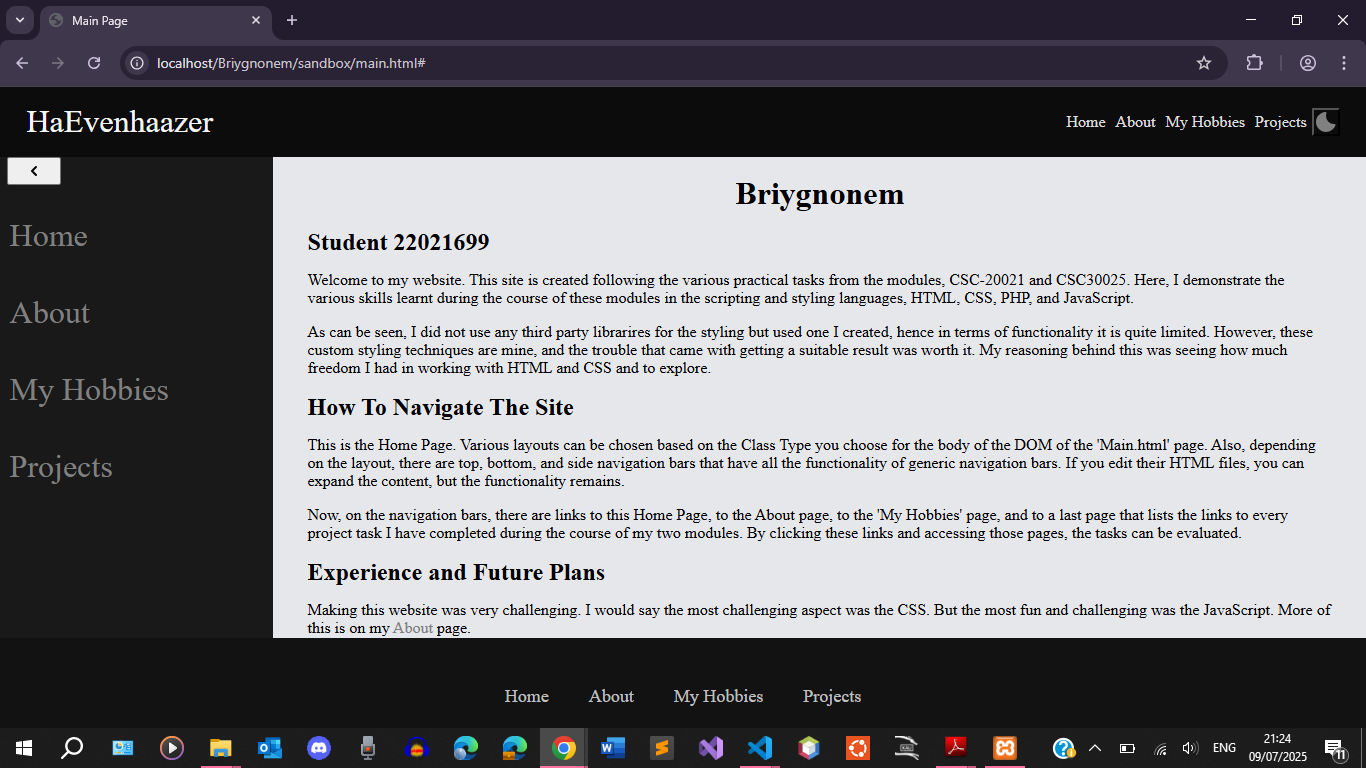 Main Page
localhost/Briygnonem/sandbox/main.html#
HaEvenhaazer
Home About My Hobbies Projects
Home
About
My Hobbies
Projects
Briygnonem
Student 22021699
Welcome to my website. This site is created following the various practical tasks from the modules, CSC-20021 and CSC30025. Here, I demonstrate the
various skills learnt during the course of these modules in the scripting and styling languages, HTML, CSS, PHP, and JavaScript.
As can be seen, I did not use any third party librarires for the styling but used one I created, hence in terms of functionality it is quite limited. However, these
custom styling techniques are mine, and the trouble that came with getting a suitable result was worth it. My reasoning behind this was seeing how much
freedom I had in working with HTML and CSS and to explore.
How To Navigate The Site
This is the Home Page. Various layouts can be chosen based on the Class Type you choose for the body of the DOM of the 'Main.html' page. Also, depending
on the layout, there are top, bottom, and side navigation bars that have all the functionality of generic navigation bars. If you edit their HTML files, you can
expand the content, but the functionality remains.
Now, on the navigation bars, there are links to this Home Page, to the About page, to the 'My Hobbies' page, and to a last page that lists the links to every
project task I have completed during the course of my two modules. By clicking these links and accessing those pages, the tasks can be evaluated.
Experience and Future Plans
Making this website was very challenging. I would say the most challenging aspect was the CSS. But the most fun and challenging was the JavaScript. More of
this is on my About page.
Home About My Hobbies Projects
ENG
21:24
09/07/2025
11